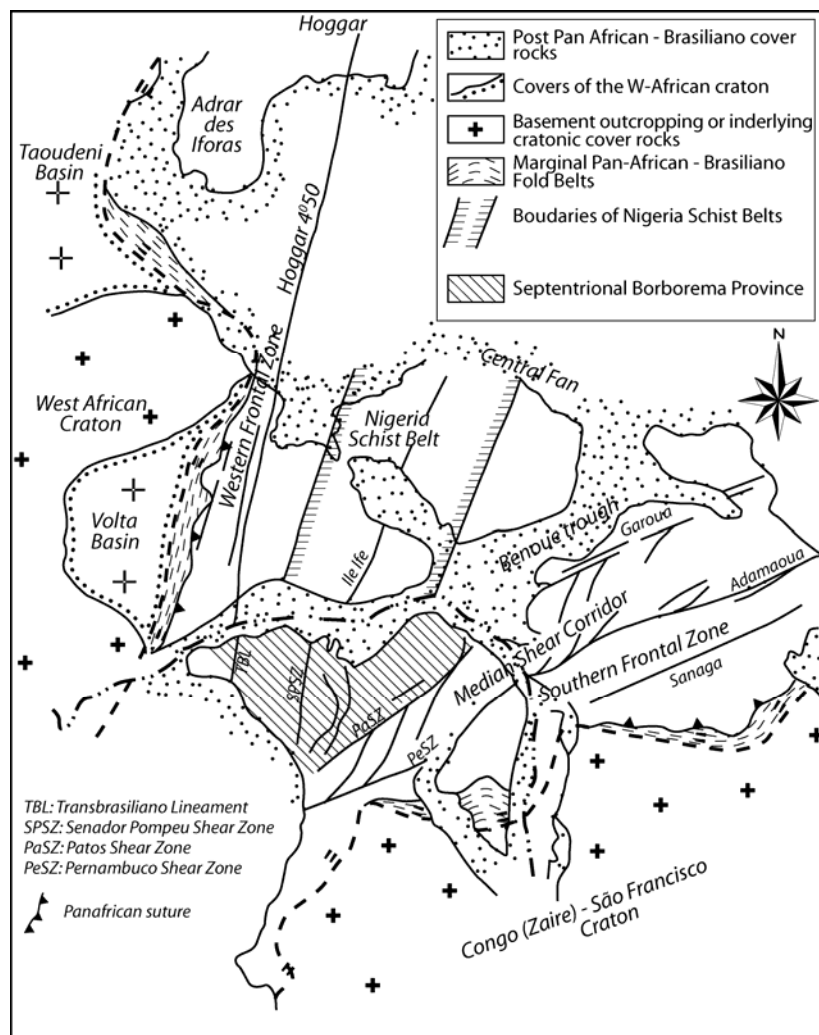 Hoggar
Post Pan African - Brasiliano cover
rocks
Covers of the W-African craton
Basement outcropping or inderlying
cratonic cover rocks
Marginal Pan-African - Brasiliano
Fold Belts
Boudaries of Nigeria Schist Belts
Septentrional Borborema Province
Adrar
des
Iforas
Taoudeni
Basin
Hoggar 4⁰50
N
Western Frontal Zone
Central Fan
West African
Craton
Nigeria
Schist Belt
Volta
Basin
Ile Ife
Benoue trough
Garoua
Adamaoua
Median Shear Corridor
Southern Frontal Zone
Sanaga
TBL
SPSZ
PaSZ
PeSZ
TBL: Transbrasiliano Lineament
SPSZ: Senador Pompeu Shear Zone
PaSZ: Patos Shear Zone
PeSZ: Pernambuco Shear Zone
Panafrican suture
Congo (Zaire) - São Francisco
Craton